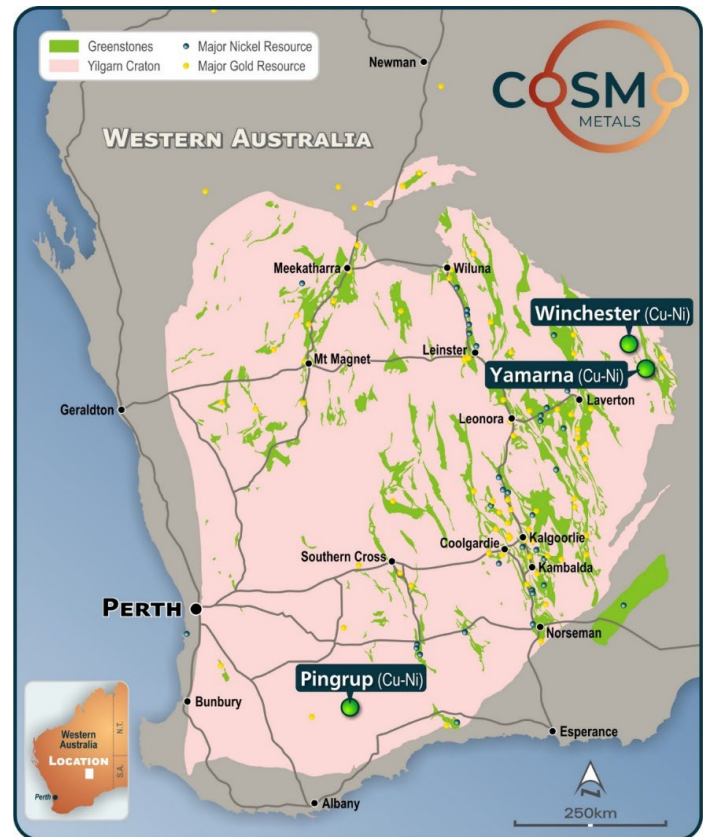 Greenstones
Major Nickel Resource
Yilgarn Craton
Major Gold Resource
COSMO
METALS
Newman
WESTERN AUSTRALIA
Meekatharra
Wiluna
Winchester (Cu-Ni)
Leinster
Mt Magnet
Yamarna (Cu-Ni)
Laverton
Geraldton
Leonora
Kalgoorlie
Coolgardie
Southern Cross
Kambalda
PERTH
Norseman
Pingrup (Cu-Ni)
Bunbury
Esperance
Albany
Western
Australia
LOCATION
N.T.
S.A.
Perth
N
250km